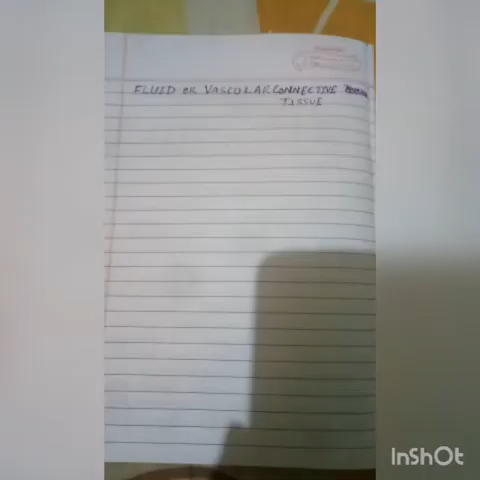 FLUID OR VASCULAR CONNECTIVE
TISSUE
InShOt